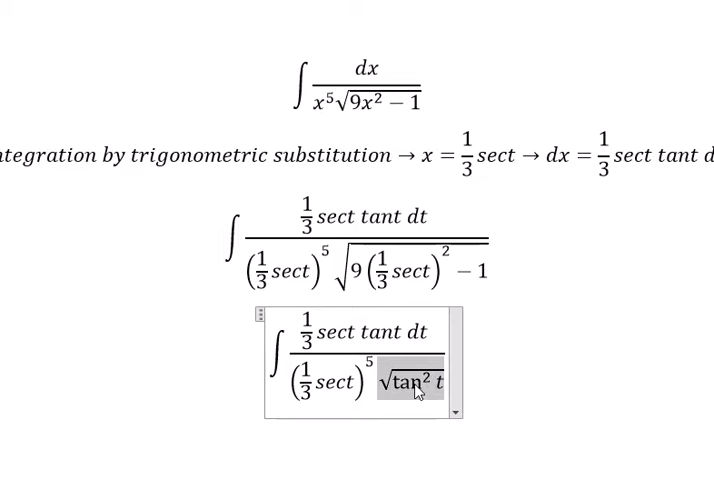 ∫ dx / (x⁵√(9x² − 1))
ntegration by trigonometric substitution → x = 1/3 sect → dx = 1/3 sect tant d
∫ (1/3 sect tant dt) / ((1/3 sect)⁵ √(9(1/3 sect)² − 1))
∫ (1/3 sect tant dt) / ((1/3 sect)⁵ √(tan² t))